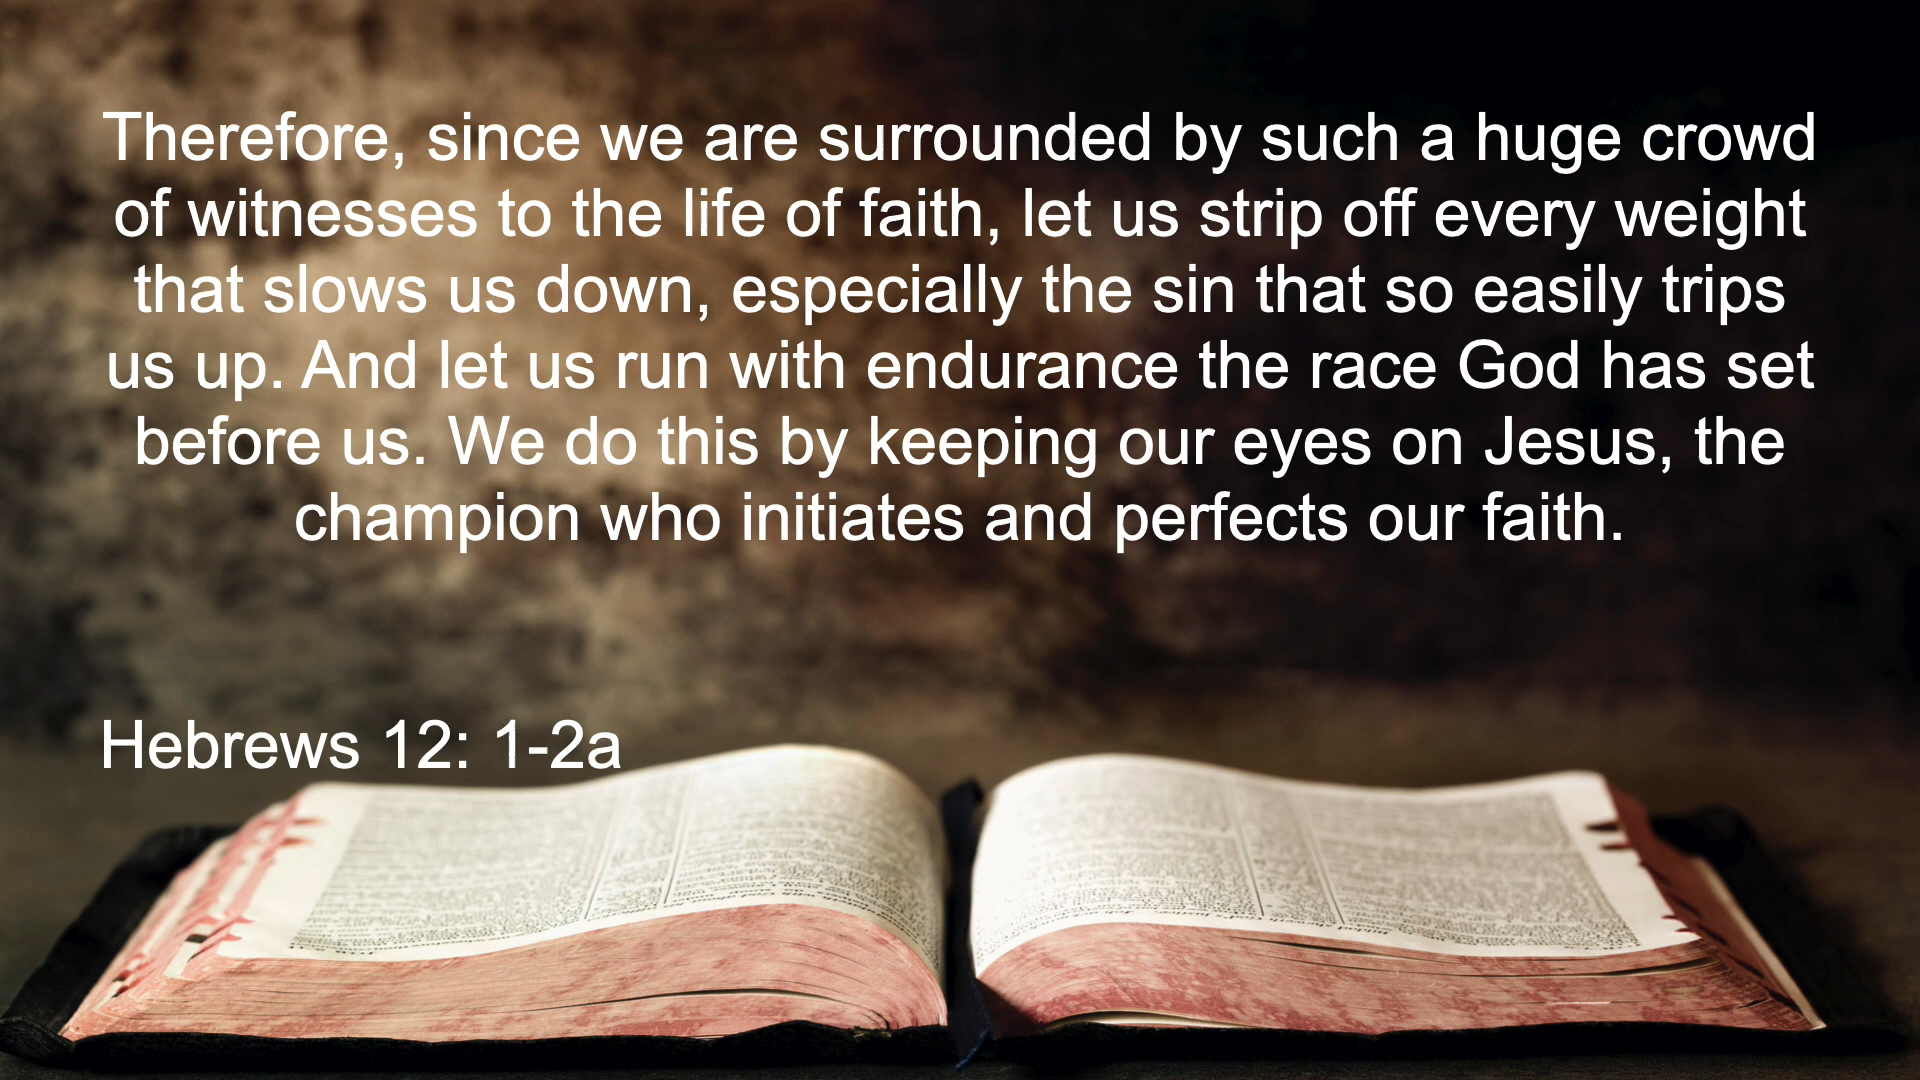 Therefore, since we are surrounded by such a huge crowd
of witnesses to the life of faith, let us strip off every weight
that slows us down, especially the sin that so easily trips
us up. And let us run with endurance the race God has set
before us. We do this by keeping our eyes on Jesus, the
champion who initiates and perfects our faith.
Hebrews 12: 1-2a